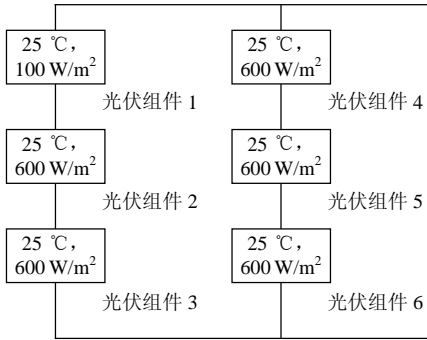 25 ℃，
100 W/m²
光伏组件 1
25 ℃，
600 W/m²
光伏组件 2
25 ℃，
600 W/m²
光伏组件 3
25 ℃，
600 W/m²
光伏组件 4
25 ℃，
600 W/m²
光伏组件 5
25 ℃，
600 W/m²
光伏组件 6